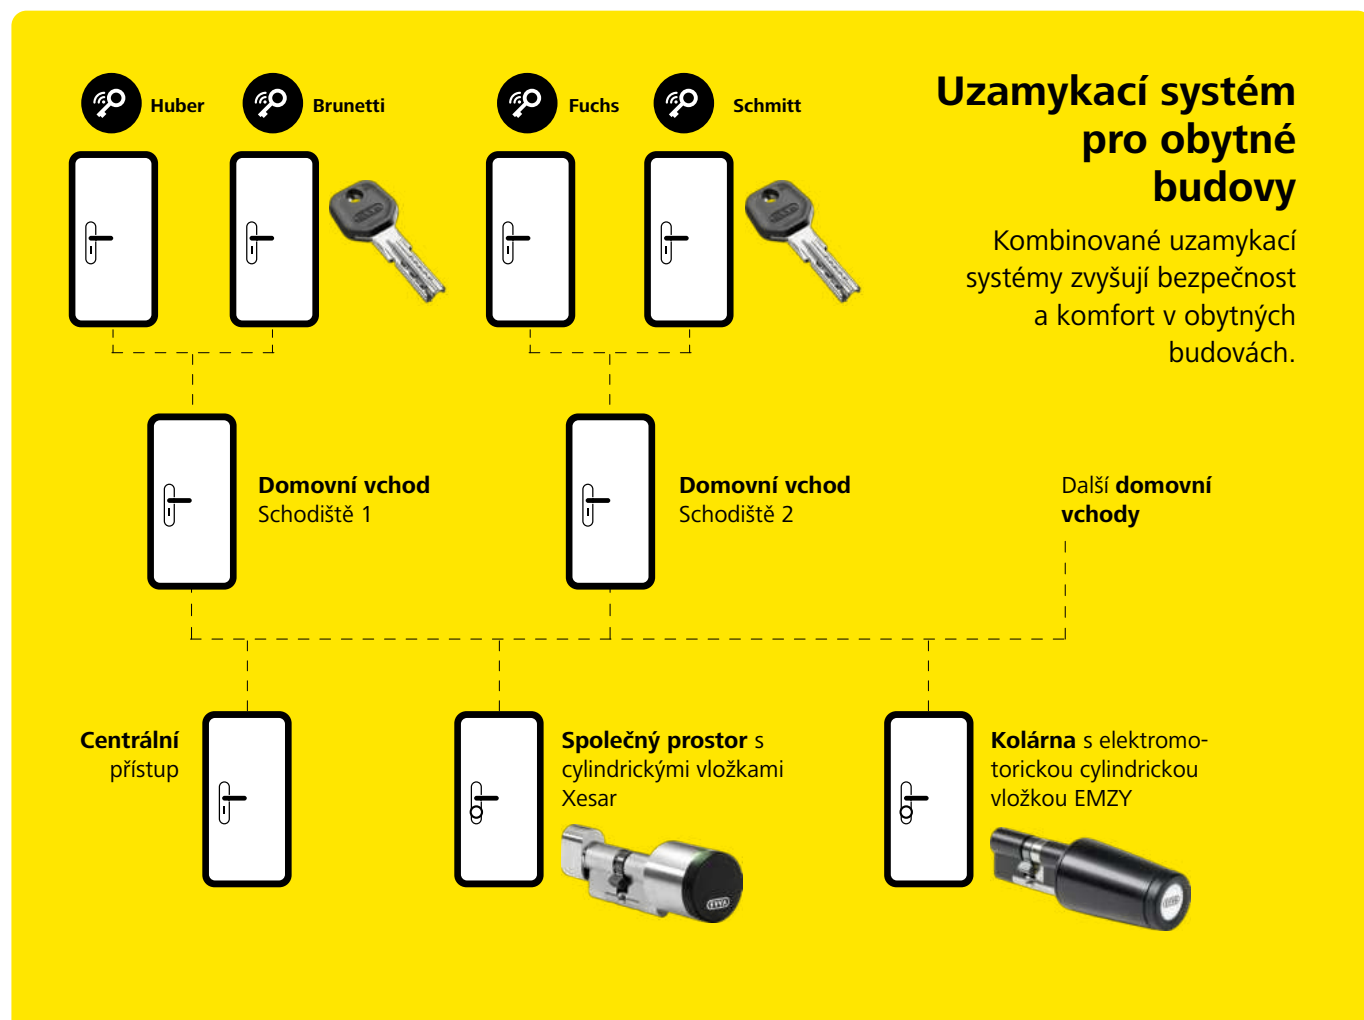 Huber
Brunetti
Fuchs
Schmitt
Uzamykací systém
pro obytné
budovy
Kombinované uzamykací
systémy zvyšují bezpečnost
a komfort v obytných
budovách.
Domovní vchod
Schodiště 1
Domovní vchod
Schodiště 2
Další domovní
vchody
Centrální
přístup
Společný prostor s
cylindrickými vložkami
Xesar
Kolárna s elektromo-
torickou cylindrickou
vložkou EMZY
EVVA